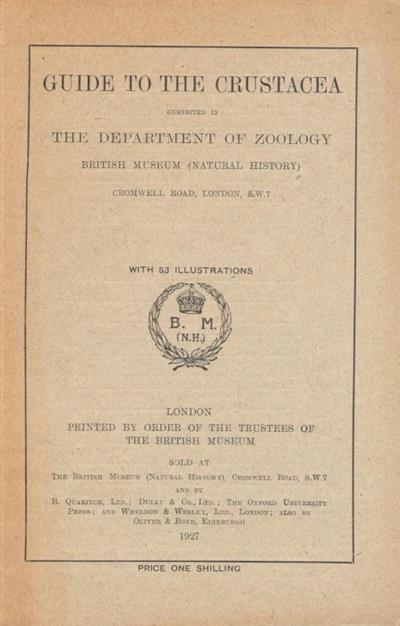 GUIDE TO THE CRUSTACEA
EXHIBITED IN
THE DEPARTMENT OF ZOOLOGY
BRITISH MUSEUM (NATURAL HISTORY)
CROMWELL ROAD, LONDON, S.W.7
WITH 53 ILLUSTRATIONS
B. M.
(N.H.)
LONDON
PRINTED BY ORDER OF THE TRUSTEES OF
THE BRITISH MUSEUM
SOLD AT
THE BRITISH MUSEUM (NATURAL HISTORY), CROMWELL ROAD, S.W.7
AND BY
B. QUARITCH, LTD.; DULAU & CO., LTD.; THE OXFORD UNIVERSITY
PRESS; AND WHELDON & WESLEY, LTD., LONDON; ALSO BY
OLIVER & BOYD, EDINBURGH
1927
PRICE ONE SHILLING